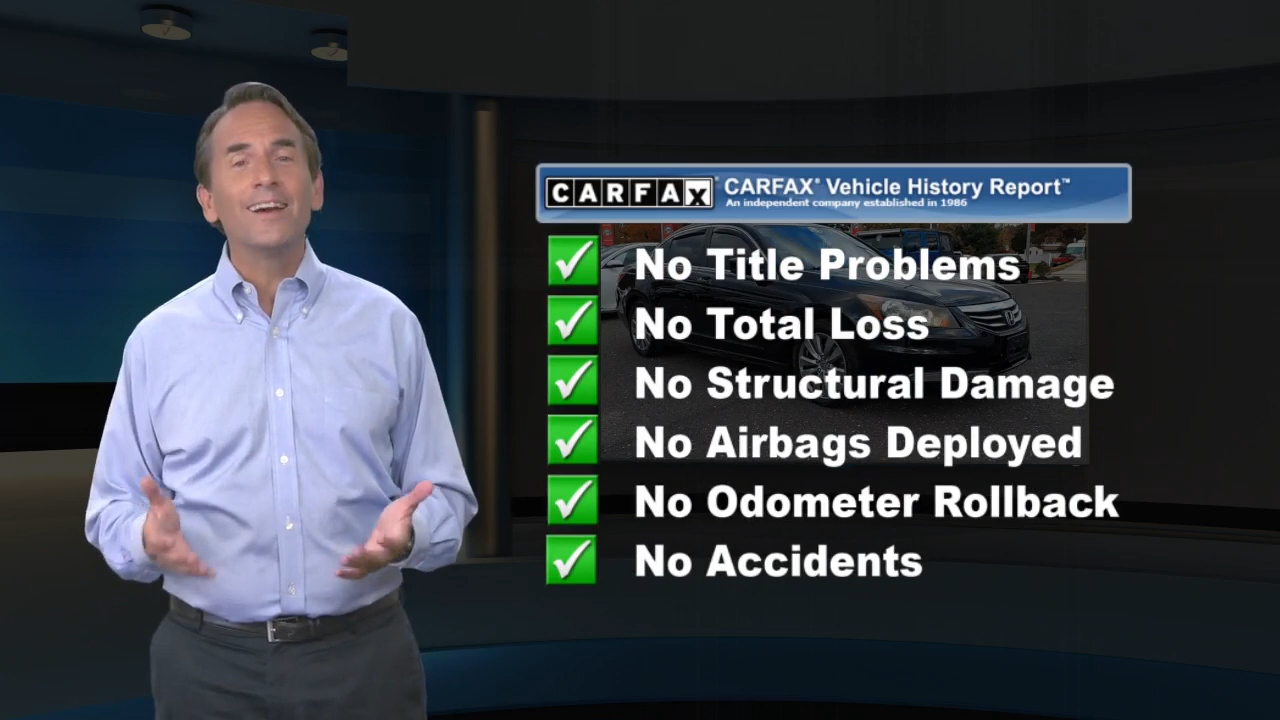 CARFAX® CARFAX® Vehicle History Report™
An independent company established in 1986
No Title Problems
No Total Loss
No Structural Damage
No Airbags Deployed
No Odometer Rollback
No Accidents